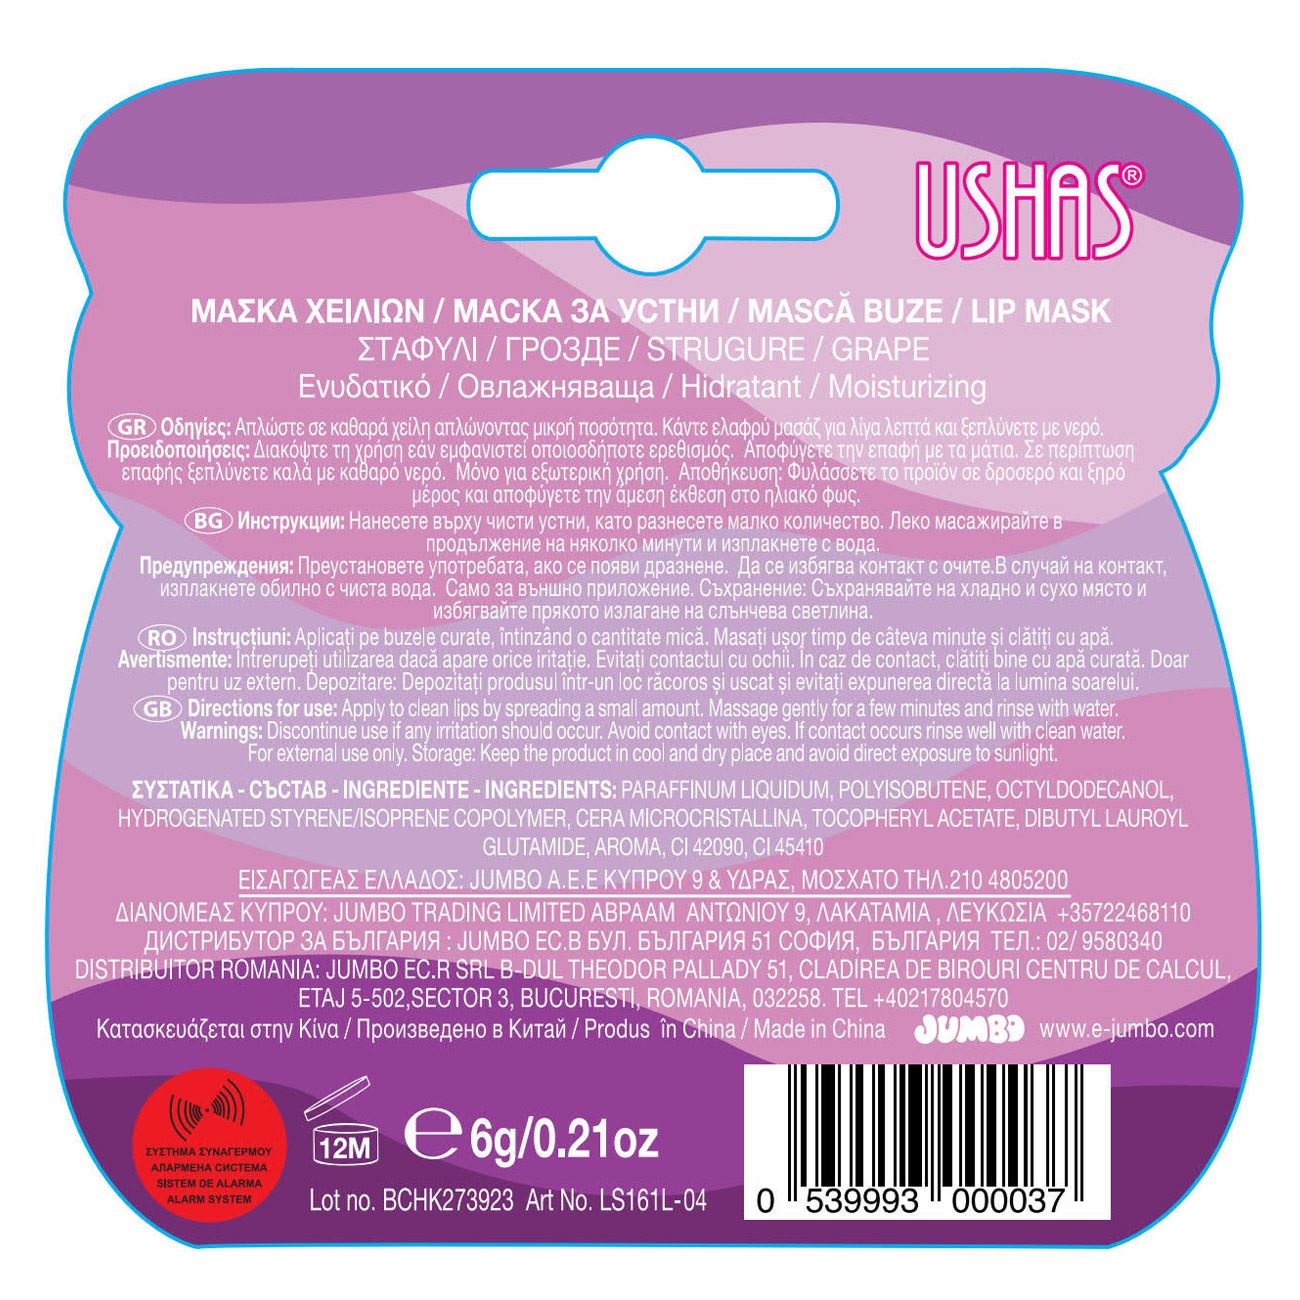 USHAS®
ΜΑΣΚΑ ΧΕΙΛΙΩΝ / МАСКА ЗА УСТНИ / MASCĂ BUZE / LIP MASK
ΣΤΑΦΥΛΙ / ГРОЗДЕ / STRUGURE / GRAPE
Ενυδατικό / Овлажняваща / Hidratant / Moisturizing
GR Οδηγίες: Απλώστε σε καθαρά χείλη απλώνοντας μικρή ποσότητα. Κάντε ελαφρύ μασάζ για λίγα λεπτά και ξεπλύνετε με νερό.
Προειδοποιήσεις: Διακόψτε τη χρήση εάν εμφανιστεί οποιοσδήποτε ερεθισμός. Αποφύγετε την επαφή με τα μάτια. Σε περίπτωση
επαφής ξεπλύνετε καλά με καθαρό νερό. Μόνο για εξωτερική χρήση. Αποθήκευση: Φυλάσσετε το προϊόν σε δροσερό και ξηρό
μέρος και αποφύγετε την άμεση έκθεση στο ηλιακό φως.
BG Инструкции: Нанесете върху чисти устни, като разнесете малко количество. Леко масажирайте в
продължение на няколко минути и изплакнете с вода.
Предупреждения: Преустановете употребата, ако се появи дразнене. Да се избягва контакт с очите.В случай на контакт,
изплакнете обилно с чиста вода. Само за външно приложение. Съхранение: Съхранявайте на хладно и сухо място и
избягвайте прякото излагане на слънчева светлина.
RO Instrucțiuni: Aplicați pe buzele curate, întinzând o cantitate mică. Masați ușor timp de câteva minute și clătiți cu apă.
Avertismente: Întrerupeți utilizarea dacă apare orice iritație. Evitați contactul cu ochii. În caz de contact, clătiți bine cu apă curată. Doar
pentru uz extern. Depozitare: Depozitați produsul într-un loc răcoros și uscat și evitați expunerea directă la lumina soarelui.
GB Directions for use: Apply to clean lips by spreading a small amount. Massage gently for a few minutes and rinse with water.
Warnings: Discontinue use if any irritation should occur. Avoid contact with eyes. If contact occurs rinse well with clean water.
For external use only. Storage: Keep the product in cool and dry place and avoid direct exposure to sunlight.
ΣΥΣΤΑΤΙΚΑ - СЪСТАВ - INGREDIENTE - INGREDIENTS: PARAFFINUM LIQUIDUM, POLYISOBUTENE, OCTYLDODECANOL,
HYDROGENATED STYRENE/ISOPRENE COPOLYMER, CERA MICROCRISTALLINA, TOCOPHERYL ACETATE, DIBUTYL LAUROYL
GLUTAMIDE, AROMA, CI 42090, CI 45410
ΕΙΣΑΓΩΓΕΑΣ ΕΛΛΑΔΟΣ: JUMBO A.E.E ΚΥΠΡΟΥ 9 & ΥΔΡΑΣ, ΜΟΣΧΑΤΟ ΤΗΛ.210 4805200
ΔΙΑΝΟΜΕΑΣ ΚΥΠΡΟΥ: JUMBO TRADING LIMITED ΑΒΡΑΑΜ ΑΝΤΩΝΙΟΥ 9, ΛΑΚΑΤΑΜΙΑ , ΛΕΥΚΩΣΙΑ +35722468110
ДИСТРИБУТОР ЗА БЪЛГАРИЯ : JUMBO EC.B БУЛ. БЪЛГАРИЯ 51 СОФИЯ, БЪЛГАРИЯ ТЕЛ.: 02/ 9580340
DISTRIBUITOR ROMANIA: JUMBO EC.R SRL B-DUL THEODOR PALLADY 51, CLADIREA DE BIROURI CENTRU DE CALCUL,
ETAJ 5-502,SECTOR 3, BUCURESTI, ROMANIA, 032258. TEL +40217804570
Κατασκευάζεται στην Κίνα / Произведено в Китай / Produs în China / Made in China JUMBO www.e-jumbo.com
ΣΥΣΤΗΜΑ ΣΥΝΑΓΕΡΜΟΥ
АЛАРМЕНА СИСТЕМА
SISTEM DE ALARMA
ALARM SYSTEM
12M
℮ 6g/0.21oz
Lot no. BCHK273923 Art No. LS161L-04
0 539993 000037